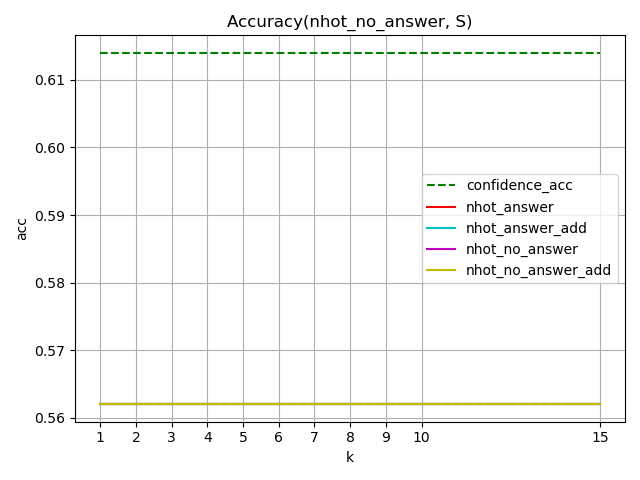 Accuracy(nhot_no_answer, S)
0.61
0.60
0.59
0.58
0.57
0.56
acc
confidence_acc
nhot_answer
nhot_answer_add
nhot_no_answer
nhot_no_answer_add
1 2 3 4 5 6 7 8 9 10 15
k